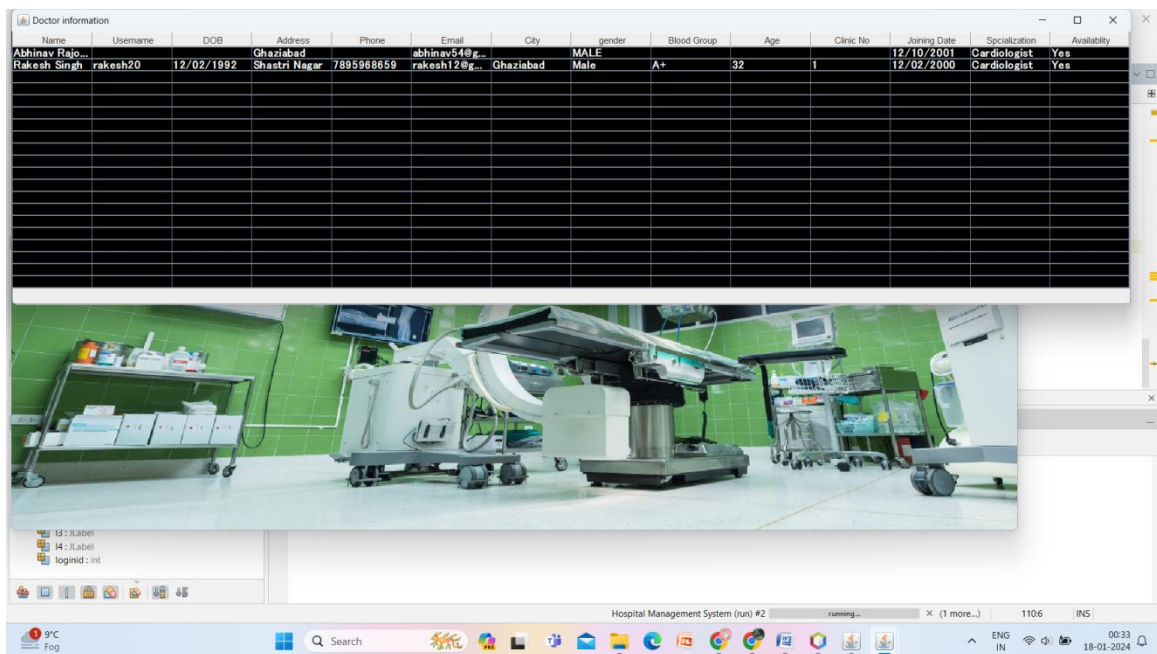 Doctor information
Name Username DOB Address Phone Email City gender Blood Group Age Clinic No Joining Date Spcialization Availablity
Abhinav Rajo... Ghaziabad abhinav54@g... MALE 12/10/2001 Cardiologist Yes
Rakesh Singh rakesh20 12/02/1992 Shastri Nagar 7895968659 rakesh12@g... Ghaziabad Male A+ 32 1 12/02/2000 Cardiologist Yes
l3 : JLabel
l4 : JLabel
loginid : int
Hospital Management System (run) #2 running... (1 more...) 110:6 INS
1 9°C Search ENG 00:33
Fog IN 18-01-2024